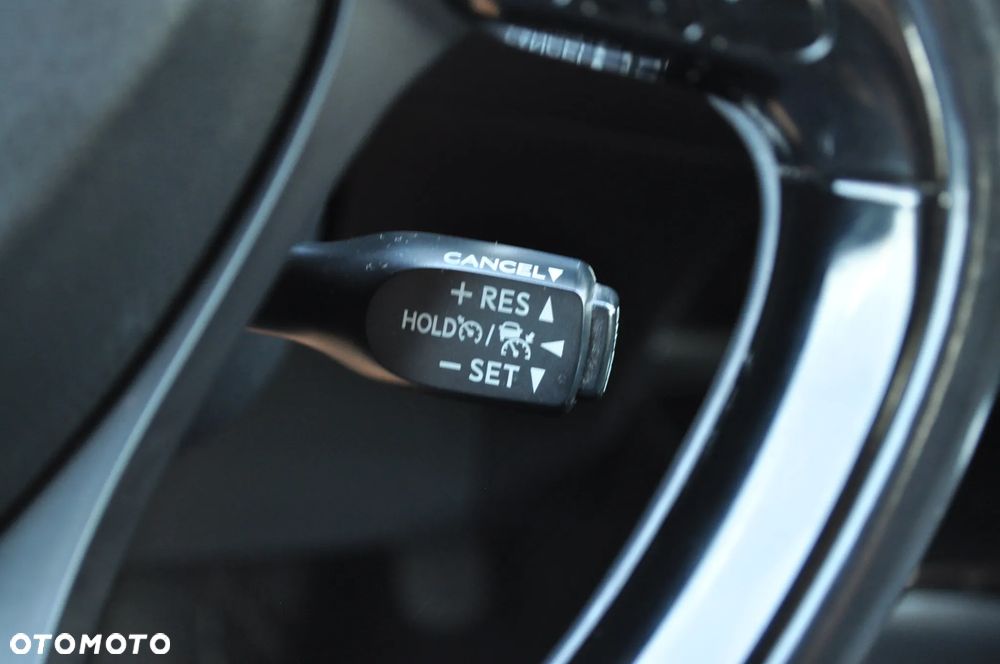 CANCEL▼
+ RES ▲
HOLD / ◀
− SET ▼
OTOMOTO